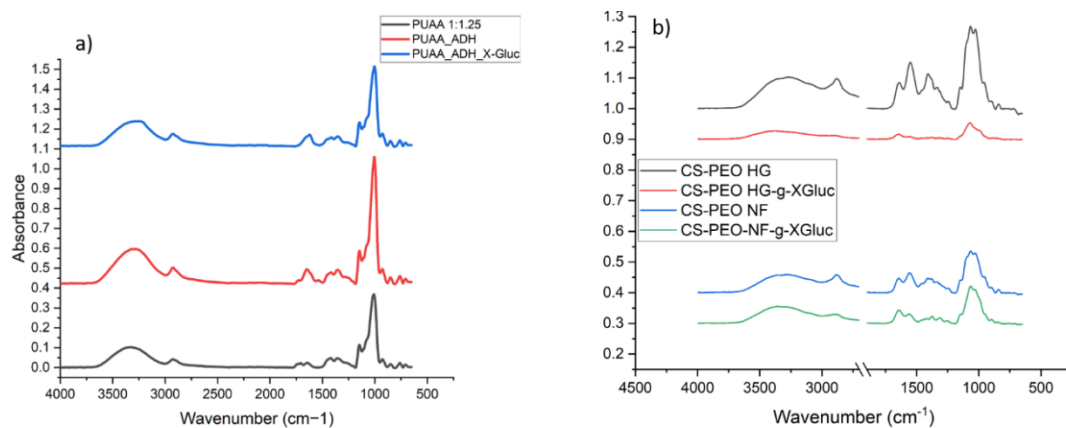 a)
PUAA 1:1.25
PUAA_ADH
PUAA_ADH_X-Gluc
1.5
1.4
1.3
1.2
1.1
1.0
0.8
0.6
0.5
0.4
0.3
0.2
0.1
0.0
Absorbance
4000 3500 3000 2500 2000 1500 1000 500
Wavenumber (cm−1)
b)
1.3
1.2
1.1
1.0
0.9
0.8
0.7
0.6
0.5
0.4
0.3
0.2
CS-PEO HG
CS-PEO HG-g-XGluc
CS-PEO NF
CS-PEO-NF-g-XGluc
4500 4000 3500 3000 1500 1000 500
Wavenumber (cm⁻¹)